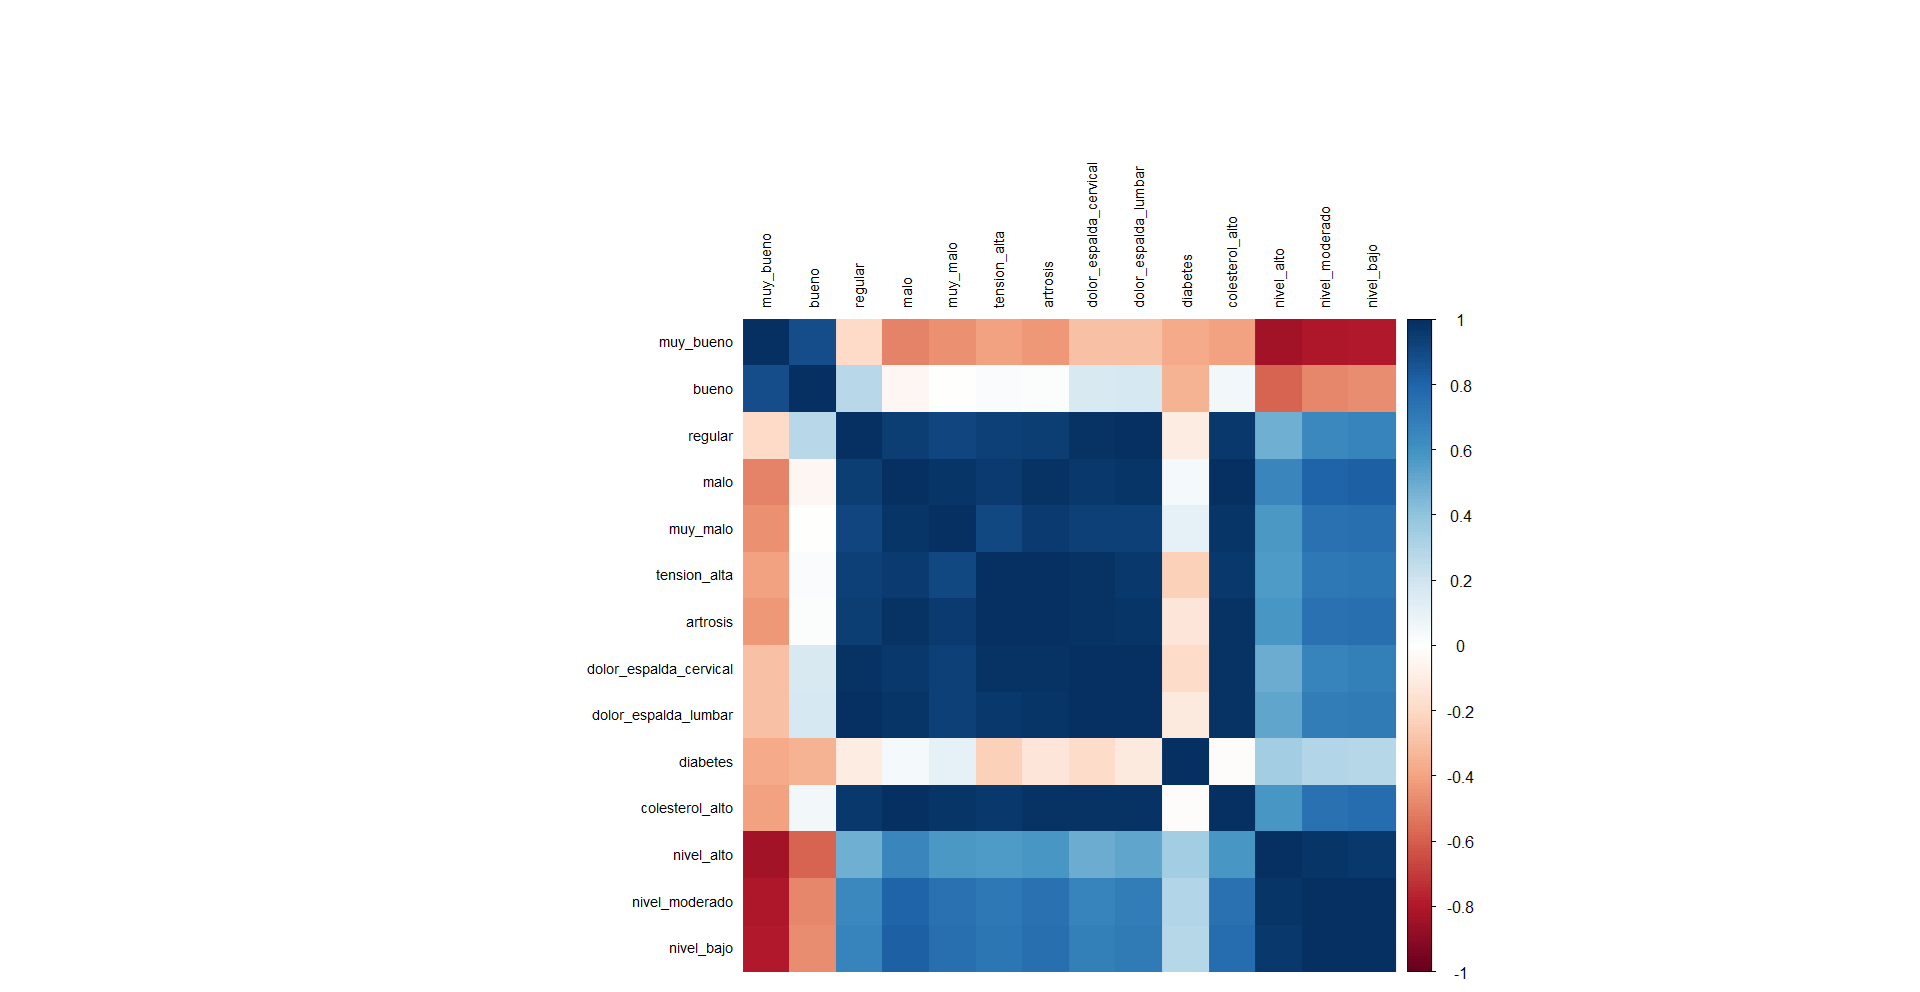 muy_bueno
bueno
regular
malo
muy_malo
tension_alta
artrosis
dolor_espalda_cervical
dolor_espalda_lumbar
diabetes
colesterol_alto
nivel_alto
nivel_moderado
nivel_bajo
muy_bueno
bueno
regular
malo
muy_malo
tension_alta
artrosis
dolor_espalda_cervical
dolor_espalda_lumbar
diabetes
colesterol_alto
nivel_alto
nivel_moderado
nivel_bajo
1
0.8
0.6
0.4
0.2
0
-0.2
-0.4
-0.6
-0.8
-1